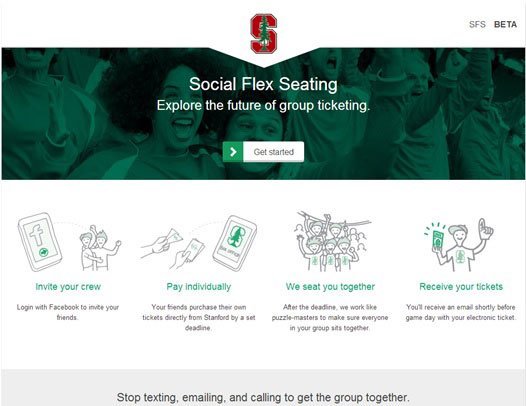 SFS BETA
Social Flex Seating
Explore the future of group ticketing.
Get started
Invite your crew
Login with Facebook to invite your
friends.
Pay individually
Your friends purchase their own
tickets directly from Stanford by a set
deadline.
We seat you together
After the deadline, we work like
puzzle-masters to make sure everyone
in your group sits together.
Receive your tickets
You'll receive an email shortly before
game day with your electronic ticket.
Stop texting, emailing, and calling to get the group together.